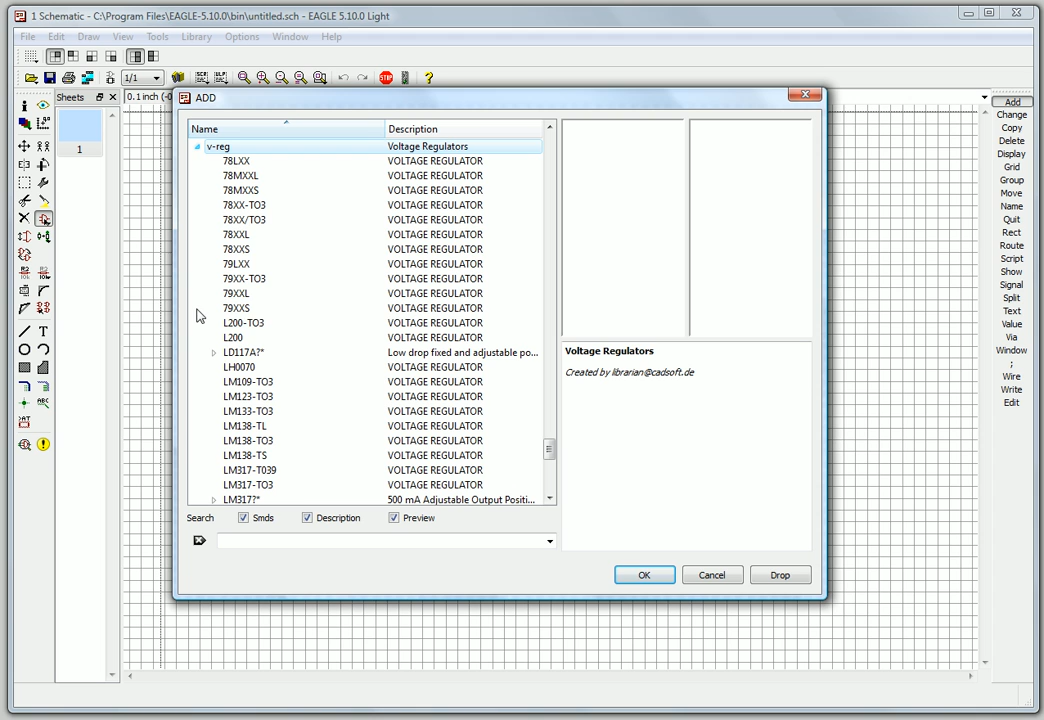 1 Schematic - C:\Program Files\EAGLE-5.10.0\bin\untitled.sch - EAGLE 5.10.0 Light
File Edit Draw View Tools Library Options Window Help
1/1
SCR ULP STOP ?
Sheets
0.1 inch (-0
1
ADD
Name Description
v-reg Voltage Regulators
78LXX VOLTAGE REGULATOR
78MXXL VOLTAGE REGULATOR
78MXXS VOLTAGE REGULATOR
78XX-TO3 VOLTAGE REGULATOR
78XX/TO3 VOLTAGE REGULATOR
78XXL VOLTAGE REGULATOR
78XXS VOLTAGE REGULATOR
79LXX VOLTAGE REGULATOR
79XX-TO3 VOLTAGE REGULATOR
79XXL VOLTAGE REGULATOR
79XXS VOLTAGE REGULATOR
L200-TO3 VOLTAGE REGULATOR
L200 VOLTAGE REGULATOR
LD117A?* Low drop fixed and adjustable po...
LH0070 VOLTAGE REGULATOR
LM109-TO3 VOLTAGE REGULATOR
LM123-TO3 VOLTAGE REGULATOR
LM133-TO3 VOLTAGE REGULATOR
LM138-TL VOLTAGE REGULATOR
LM138-TO3 VOLTAGE REGULATOR
LM138-TS VOLTAGE REGULATOR
LM317-T039 VOLTAGE REGULATOR
LM317-TO3 VOLTAGE REGULATOR
LM317?* 500 mA Adjustable Output Positi...
Voltage Regulators
Created by librarian@cadsoft.de
Search Smds Description Preview
OK Cancel Drop
Add
Change
Copy
Delete
Display
Grid
Group
Move
Name
Quit
Rect
Route
Script
Show
Signal
Split
Text
Value
Via
Window
;
Wire
Write
Edit